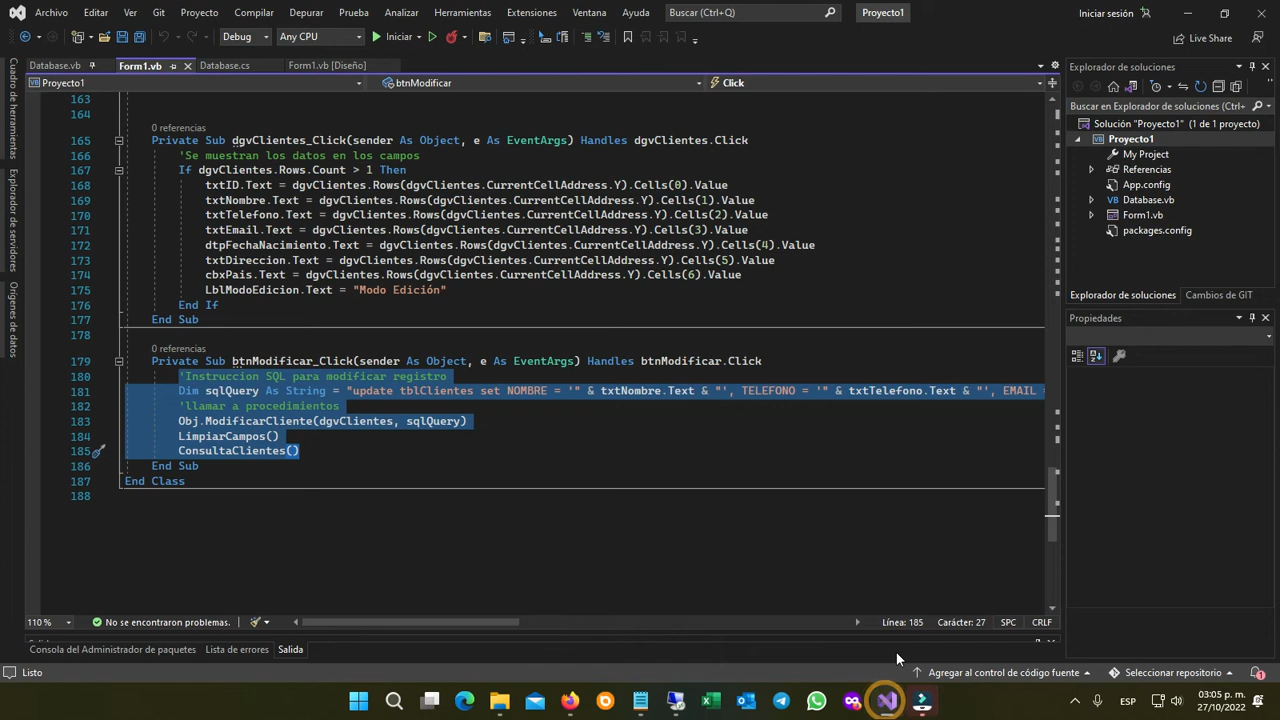 Archivo Editar Ver Git Proyecto Compilar Depurar Prueba Analizar Herramientas Extensiones Ventana Ayuda Buscar (Ctrl+Q) Proyecto1 Iniciar sesión
Debug Any CPU Iniciar Live Share
Database.vb Form1.vb Database.cs Form1.vb [Diseño]
Proyecto1 btnModificar Click
Cuadro de herramientas
Explorador de servidores
Orígenes de datos
163
164
0 referencias
165 Private Sub dgvClientes_Click(sender As Object, e As EventArgs) Handles dgvClientes.Click
166 'Se muestran los datos en los campos
167 If dgvClientes.Rows.Count > 1 Then
168 txtID.Text = dgvClientes.Rows(dgvClientes.CurrentCellAddress.Y).Cells(0).Value
169 txtNombre.Text = dgvClientes.Rows(dgvClientes.CurrentCellAddress.Y).Cells(1).Value
170 txtTelefono.Text = dgvClientes.Rows(dgvClientes.CurrentCellAddress.Y).Cells(2).Value
171 txtEmail.Text = dgvClientes.Rows(dgvClientes.CurrentCellAddress.Y).Cells(3).Value
172 dtpFechaNacimiento.Text = dgvClientes.Rows(dgvClientes.CurrentCellAddress.Y).Cells(4).Value
173 txtDireccion.Text = dgvClientes.Rows(dgvClientes.CurrentCellAddress.Y).Cells(5).Value
174 cbxPais.Text = dgvClientes.Rows(dgvClientes.CurrentCellAddress.Y).Cells(6).Value
175 LblModoEdicion.Text = "Modo Edición"
176 End If
177 End Sub
178
0 referencias
179 Private Sub btnModificar_Click(sender As Object, e As EventArgs) Handles btnModificar.Click
180 'Instruccion SQL para modificar registro
181 Dim sqlQuery As String = "update tblClientes set NOMBRE = '" & txtNombre.Text & "', TELEFONO = '" & txtTelefono.Text & "', EMAIL =
182 'llamar a procedimientos
183 Obj.ModificarCliente(dgvClientes, sqlQuery)
184 LimpiarCampos()
185 ConsultaClientes()
186 End Sub
187 End Class
188
110 % No se encontraron problemas. Línea: 185 Carácter: 27 SPC CRLF
Consola del Administrador de paquetes Lista de errores Salida
Explorador de soluciones
Buscar en Explorador de soluciones (Ctrl+
Solución "Proyecto1" (1 de 1 proyecto)
Proyecto1
My Project
Referencias
App.config
Database.vb
Form1.vb
packages.config
Explorador de soluciones Cambios de GIT
Propiedades
Listo Agregar al control de código fuente Seleccionar repositorio
ESP 03:05 p. m.
27/10/2022